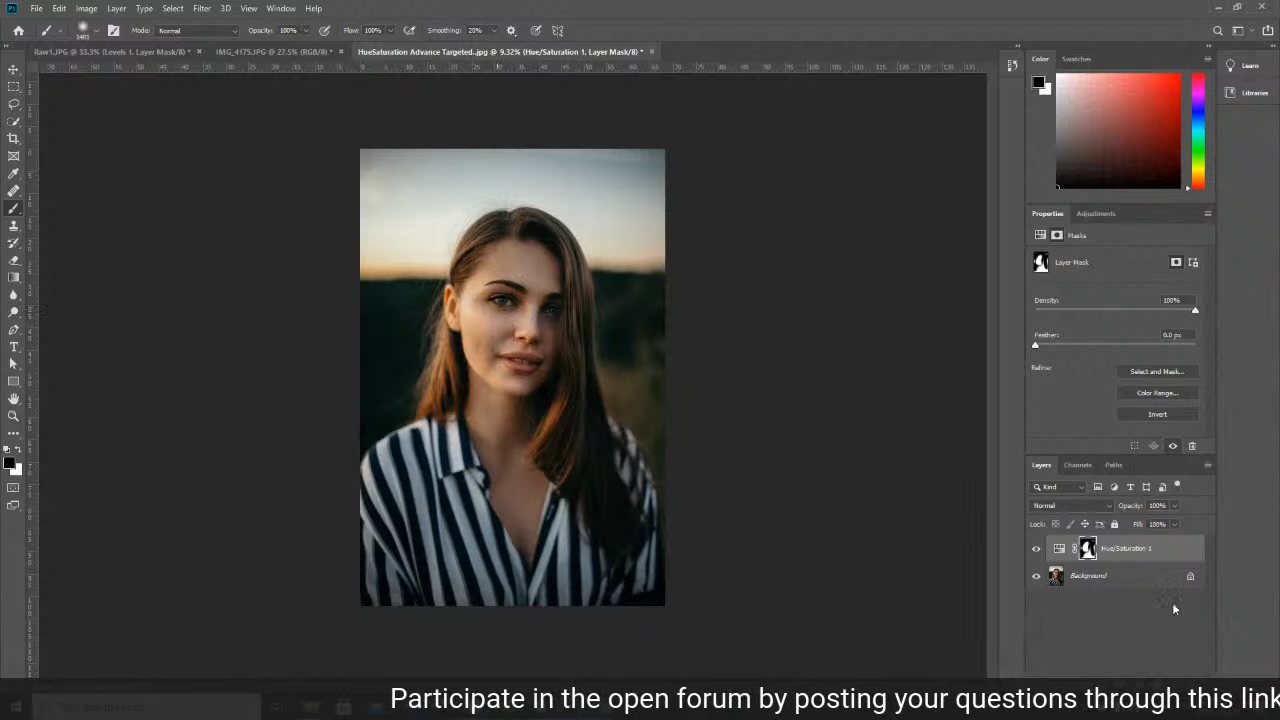 File Edit Image Layer Type Select Filter 3D View Window Help
Mode: Normal Opacity: 100% Flow: 100% Smoothing: 20%
Raw1.JPG @ 33.3% (Levels 1, Layer Mask/8) * IMG_4175.JPG @ 27.5% (RGB/8) * HueSaturation Advance Targeted..jpg @ 9.32% (Hue/Saturation 1, Layer Mask/8) *
Color Swatches
Learn
Libraries
Properties Adjustments
Masks
Layer Mask
Density: 100%
Feather: 0.0 px
Refine:
Select and Mask...
Color Range...
Invert
Layers Channels Paths
Kind
Normal Opacity: 100%
Lock: Fill: 100%
Hue/Saturation 1
Background
Participate in the open forum by posting your questions through this link